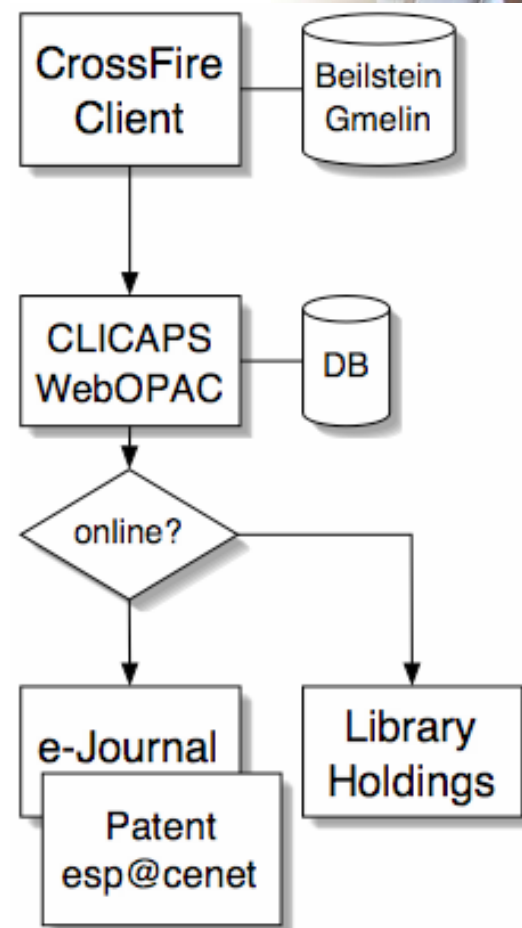 CrossFire
Client
Beilstein
Gmelin
CLICAPS
WebOPAC
DB
online?
e-Journal
Library
Holdings
Patent
esp@cenet